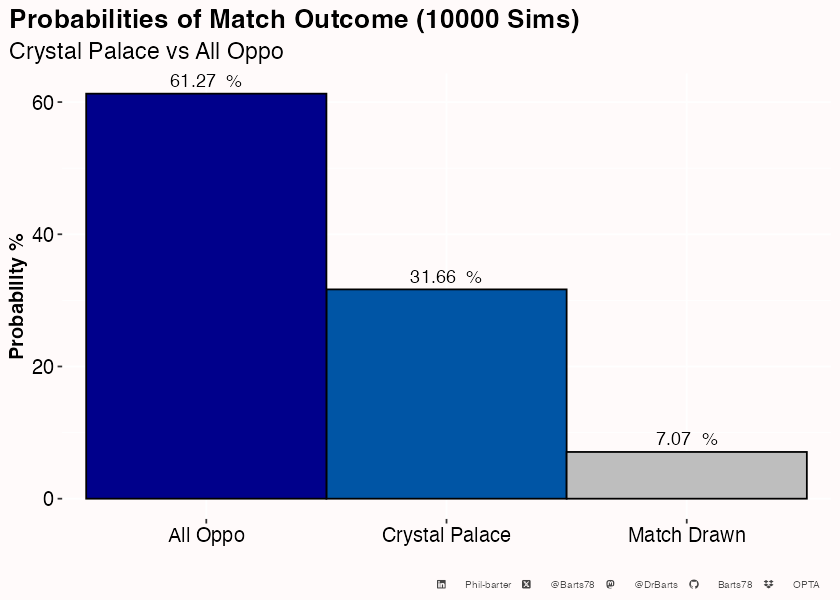 Probabilities of Match Outcome (10000 Sims)
Crystal Palace vs All Oppo
61.27 %
60
31.66 %
40
Probability %
20
7.07 %
0
All Oppo Crystal Palace Match Drawn
Phil-barter @Barts78 @DrBarts Barts78 OPTA